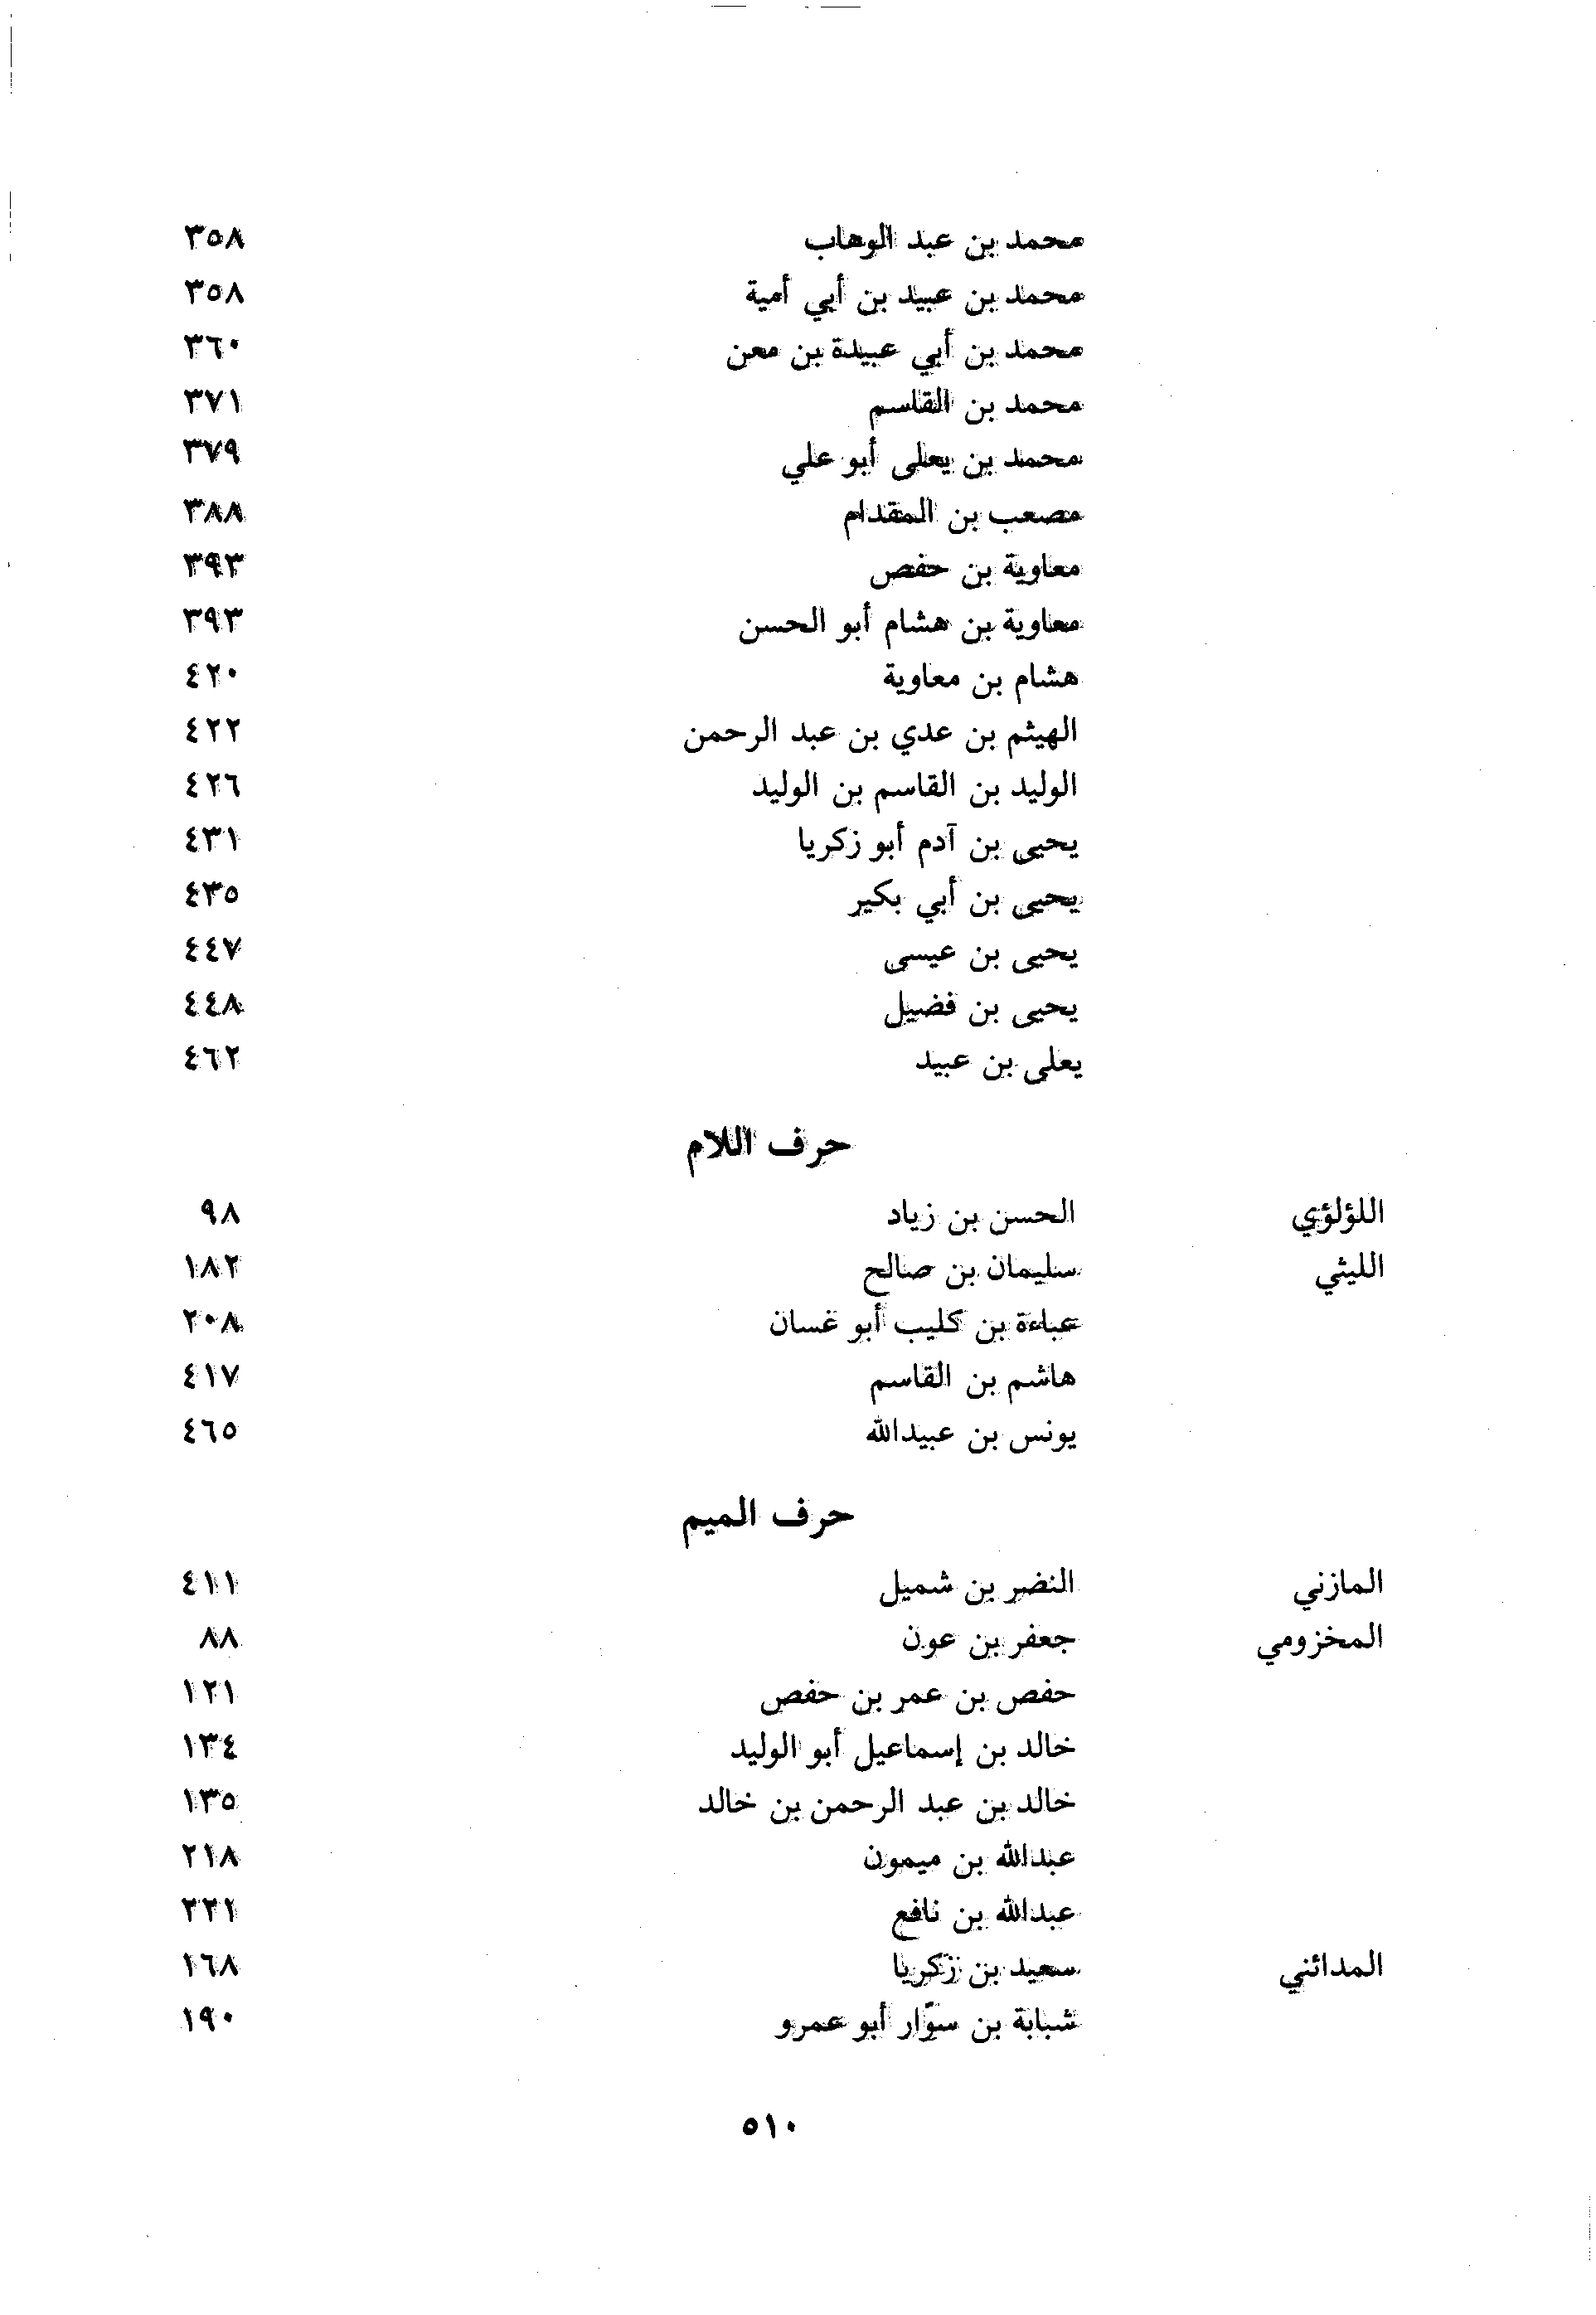 محمد بن عبد الوهاب ٣٥٨
محمد بن عبيد بن أبي أمية ٣٥٨
محمد بن أبي عبيدة بن معن ٣٦٠
محمد بن القاسم ٣٧١
محمد بن يعلى أبو علي ٣٧٩
مصعب بن المقدام ٣٨٨
معاوية بن حفص ٣٩٣
معاوية بن هشام أبو الحسن ٣٩٣
هشام بن معاوية ٤٢٠
الهيثم بن عدي بن عبد الرحمن ٤٢٢
الوليد بن القاسم بن الوليد ٤٢٦
يحيى بن آدم أبو زكريا ٤٣١
يحيى بن أبي بكير ٤٣٥
يحيى بن عيسى ٤٤٧
يحيى بن فضيل ٤٤٨
يعلى بن عبيد ٤٦٢
حرف اللام
اللؤلؤي الحسن بن زياد ٩٨
الليثي سليمان بن صالح ١٨٢
عباءة بن كليب أبو غسان ٢٠٨
هاشم بن القاسم ٤١٧
يونس بن عبيدالله ٤٦٥
حرف الميم
المازني النضر بن شميل ٤١١
المخزومي جعفر بن عون ٨٨
حفص بن عمر بن حفص ١٢١
خالد بن إسماعيل أبو الوليد ١٣٤
خالد بن عبد الرحمن بن خالد ١٣٥
عبدالله بن ميمون ٢١٨
عبدالله بن نافع ٢٢١
المدائني سعيد بن زكريا ١٦٨
شبابة بن سوّار أبو عمرو ١٩٠
٥١٠